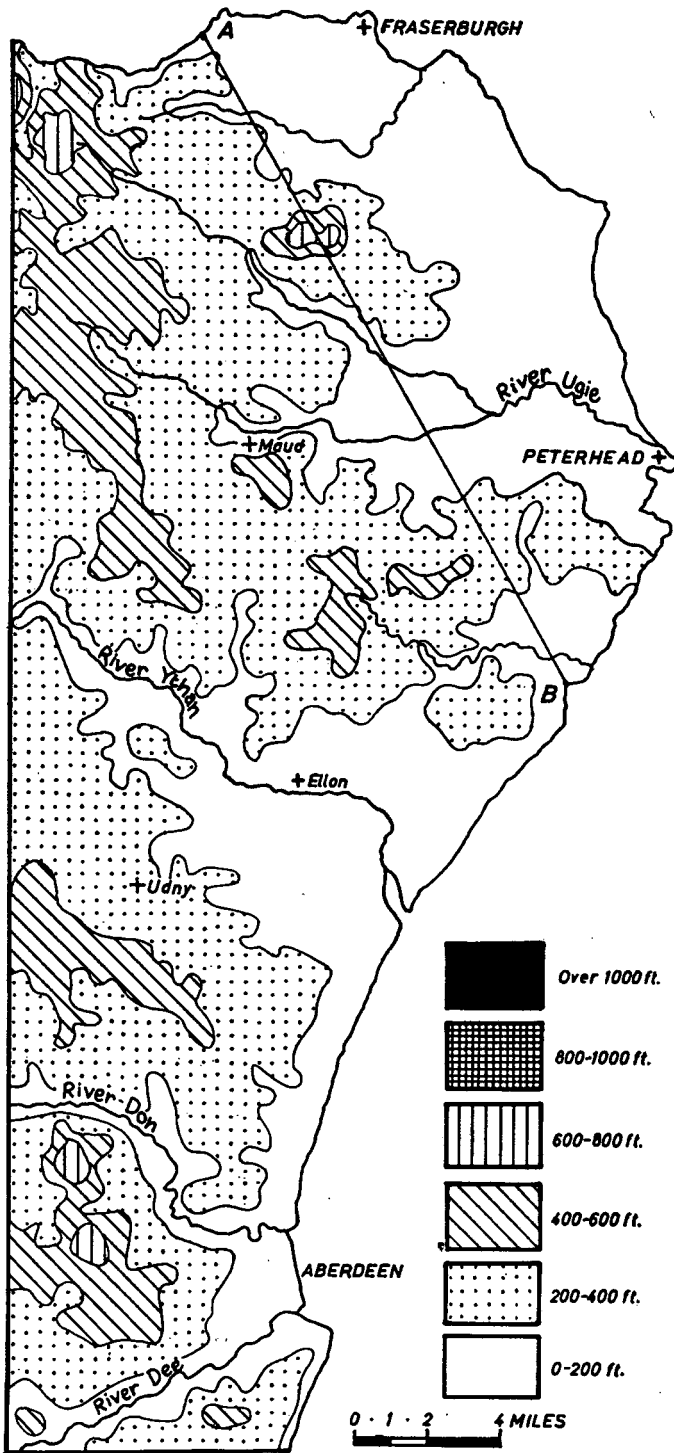 A
+ FRASERBURGH
River Ugie
+ Maud
PETERHEAD +
River Ythan
B
+ Ellon
+ Udny
Over 1000 ft.
800-1000 ft.
River Don
600-800 ft.
400-600 ft.
ABERDEEN
200-400 ft.
River Dee
0-200 ft.
0 · 1 · 2 4 MILES